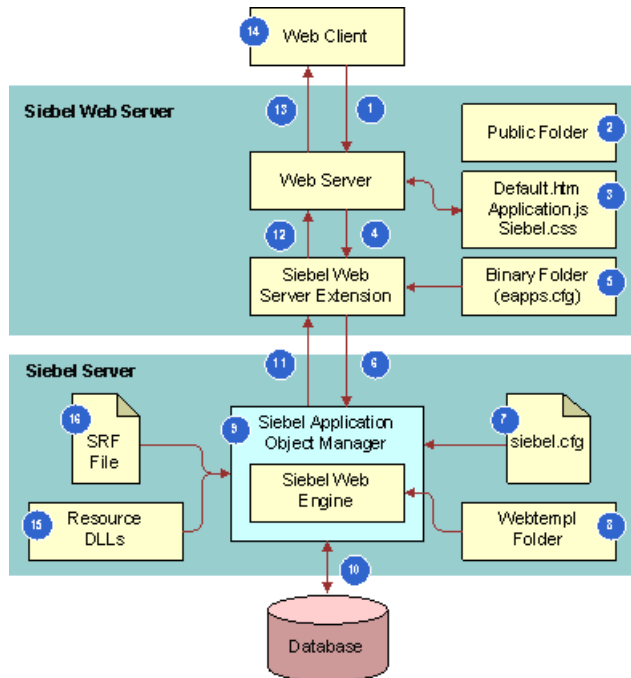 14
Web Client
Siebel Web Server
13
1
Public Folder
2
Web Server
Default.htm
Application.js
Siebel.css
3
12
4
Siebel Web
Server Extension
Binary Folder
(eapps.cfg)
5
Siebel Server
11
6
16
SRF
File
9
Siebel Application
Object Manager
7
siebel.cfg
Siebel Web
Engine
15
Resource
DLLs
Webtempl
Folder
8
10
Database